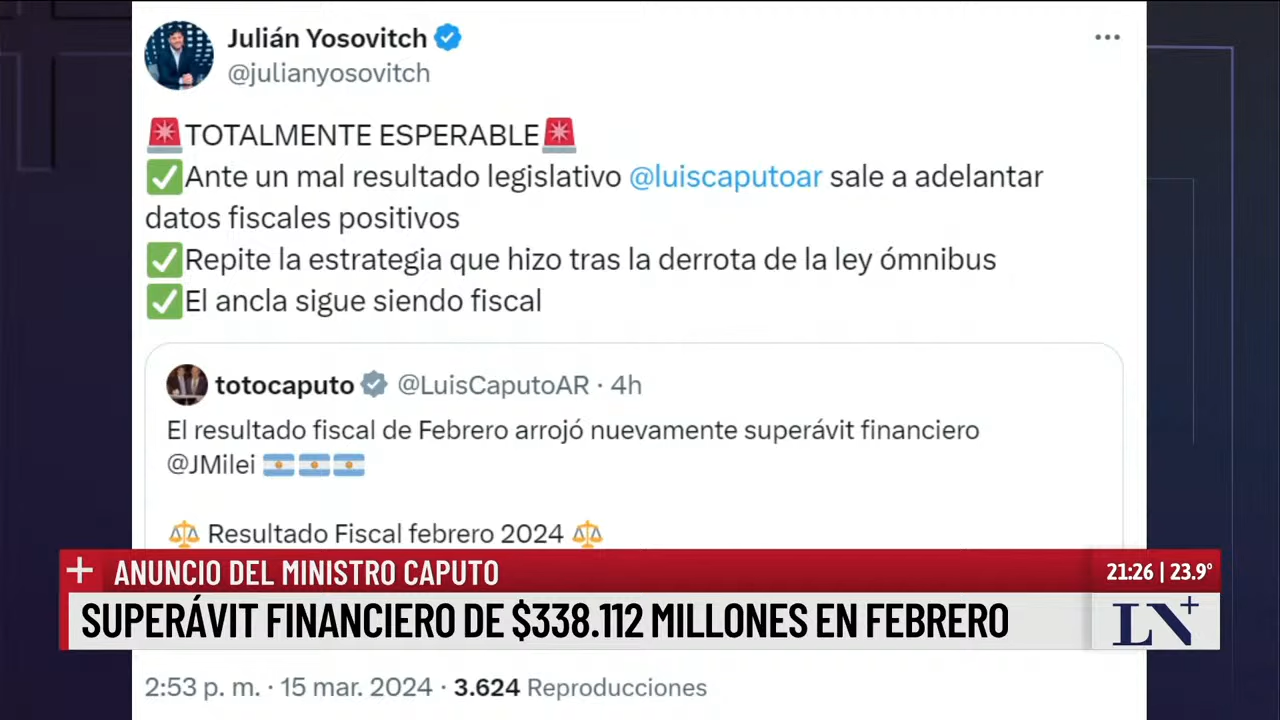 Julián Yosovitch
@julianyosovitch
🚨TOTALMENTE ESPERABLE🚨
✅Ante un mal resultado legislativo @luiscaputoar sale a adelantar
datos fiscales positivos
✅Repite la estrategia que hizo tras la derrota de la ley ómnibus
✅El ancla sigue siendo fiscal
totocaputo @LuisCaputoAR · 4h
El resultado fiscal de Febrero arrojó nuevamente superávit financiero
@JMilei 🇦🇷🇦🇷🇦🇷
⚖️ Resultado Fiscal febrero 2024 ⚖️
+ ANUNCIO DEL MINISTRO CAPUTO
21:26 | 23.9°
SUPERÁVIT FINANCIERO DE $338.112 MILLONES EN FEBRERO
LN+
2:53 p. m. · 15 mar. 2024 · 3.624 Reproducciones